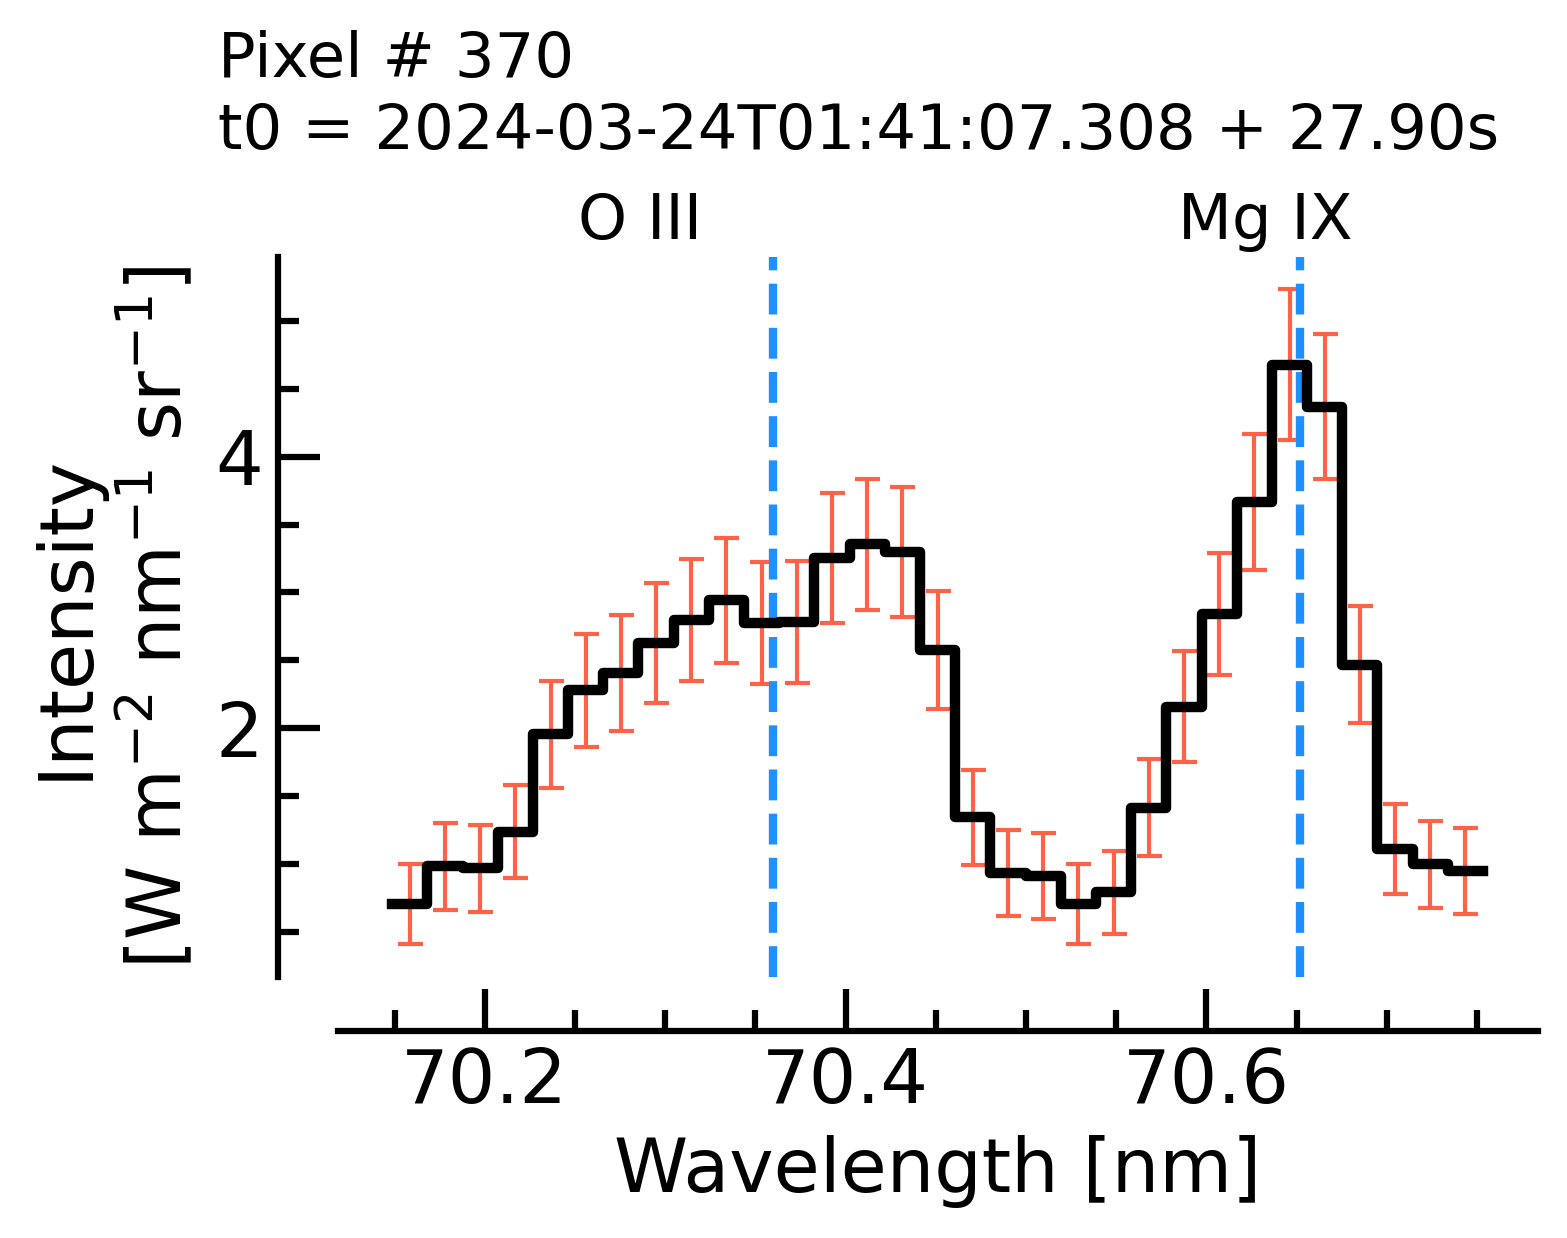 Pixel # 370
t0 = 2024-03-24T01:41:07.308 + 27.90s
O III Mg IX
Intensity
[W m⁻² nm⁻¹ sr⁻¹]
4
2
70.2 70.4 70.6
Wavelength [nm]